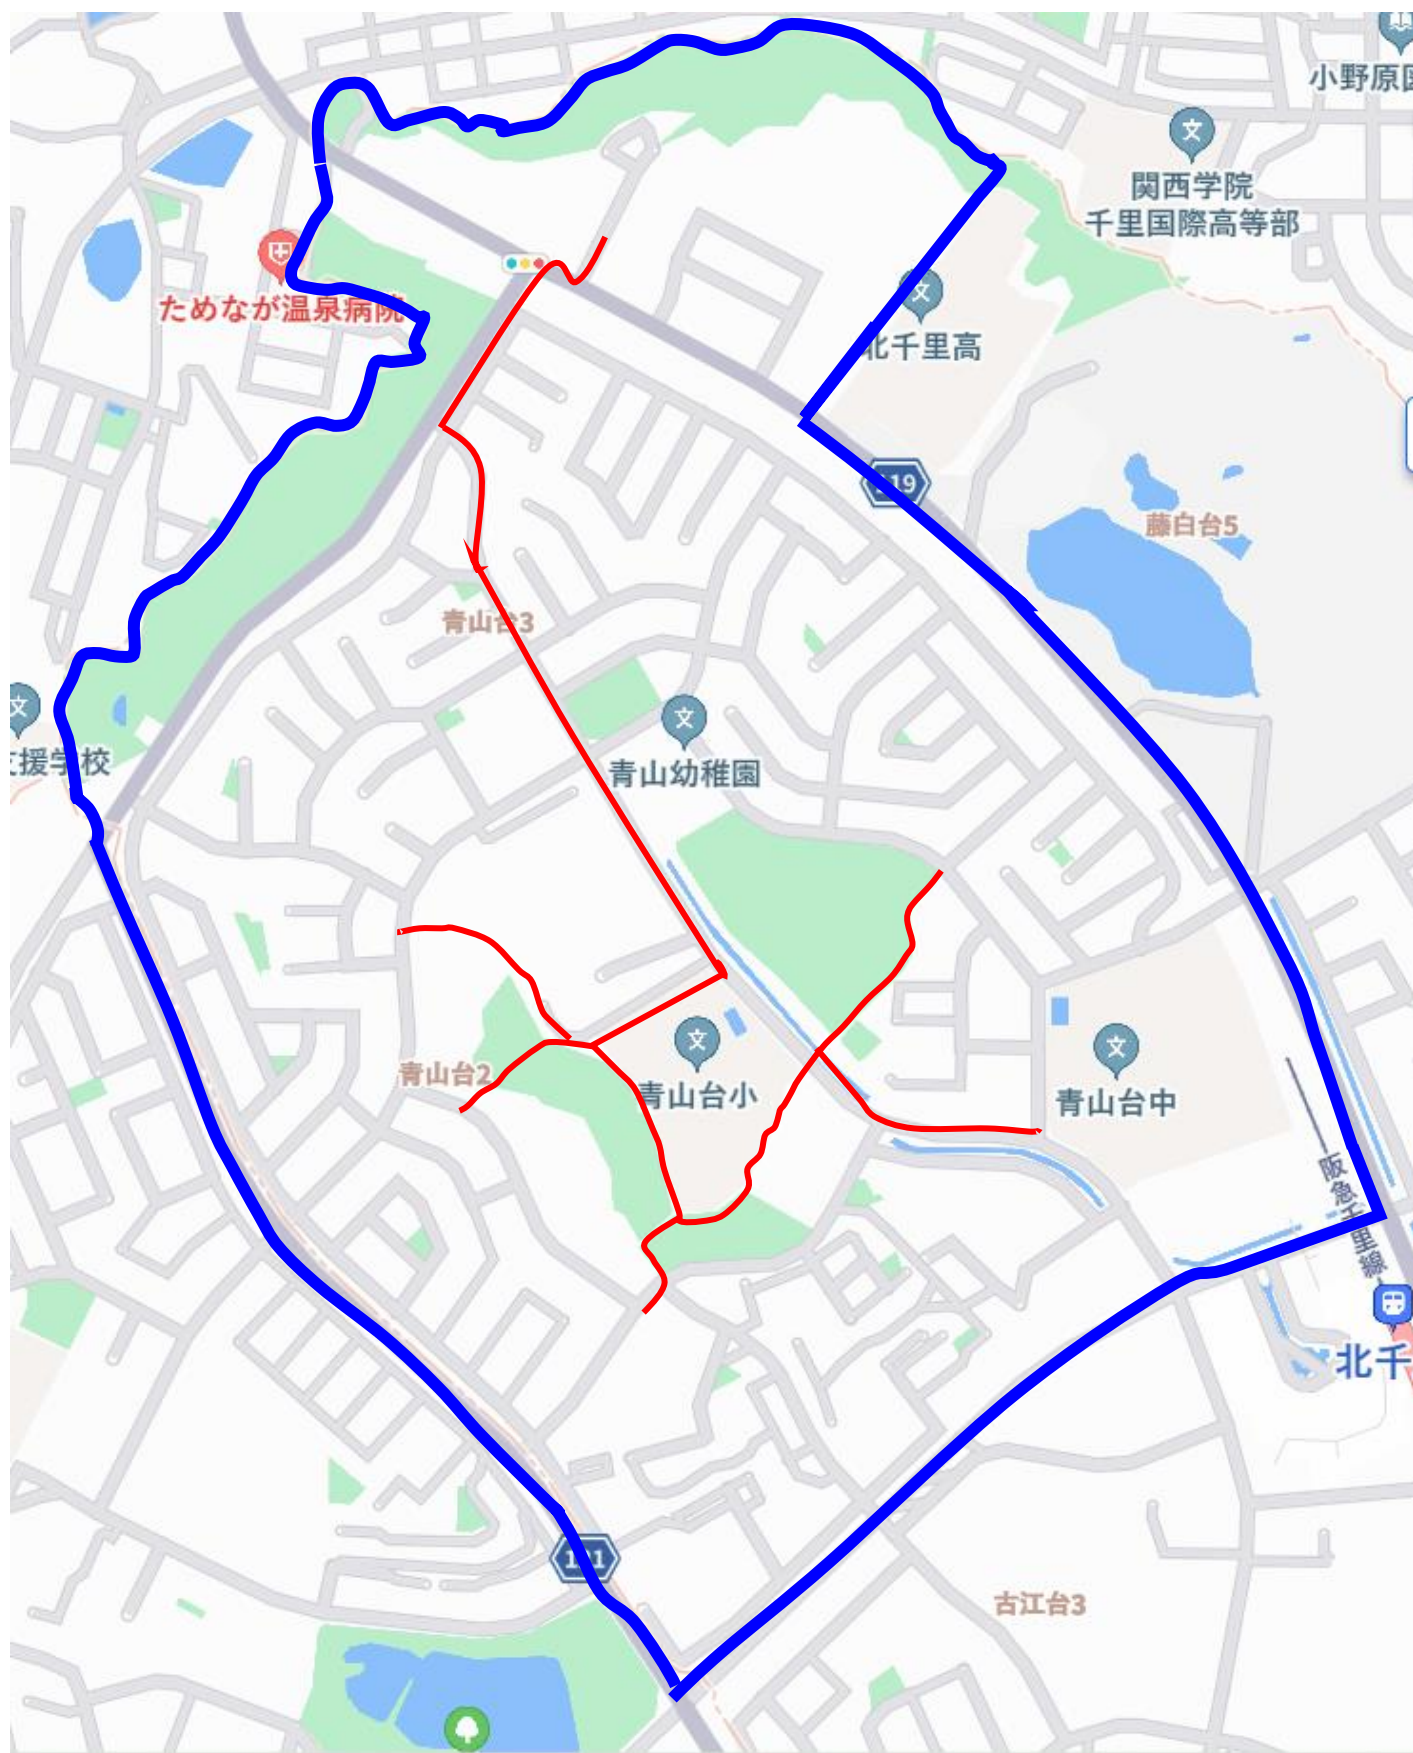 小野原
関西学院
千里国際高等部
ためなが温泉病院
北千里高
藤白台5
青山台3
支援学校
青山幼稚園
青山台2
青山台小
青山台中
阪急千里線
北千
古江台3